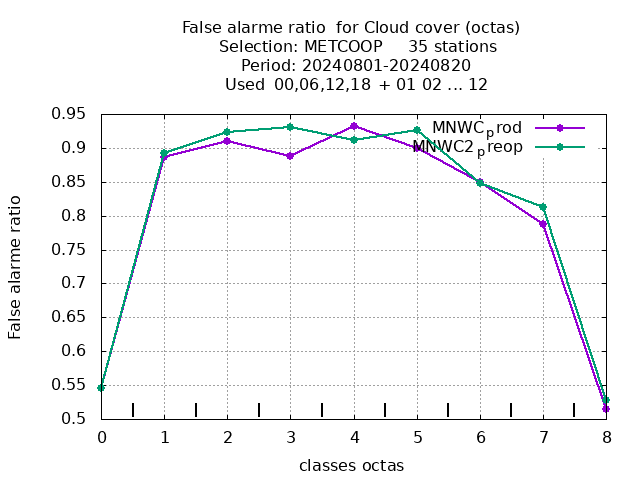 False alarme ratio  for Cloud cover (octas)
Selection: METCOOP     35 stations
Period: 20240801-20240820
Used  00,06,12,18 + 01 02 ... 12
MNWC_prod
MNWC2_preop
False alarme ratio
0.95
0.9
0.85
0.8
0.75
0.7
0.65
0.6
0.55
0.5
0 1 2 3 4 5 6 7 8
classes octas